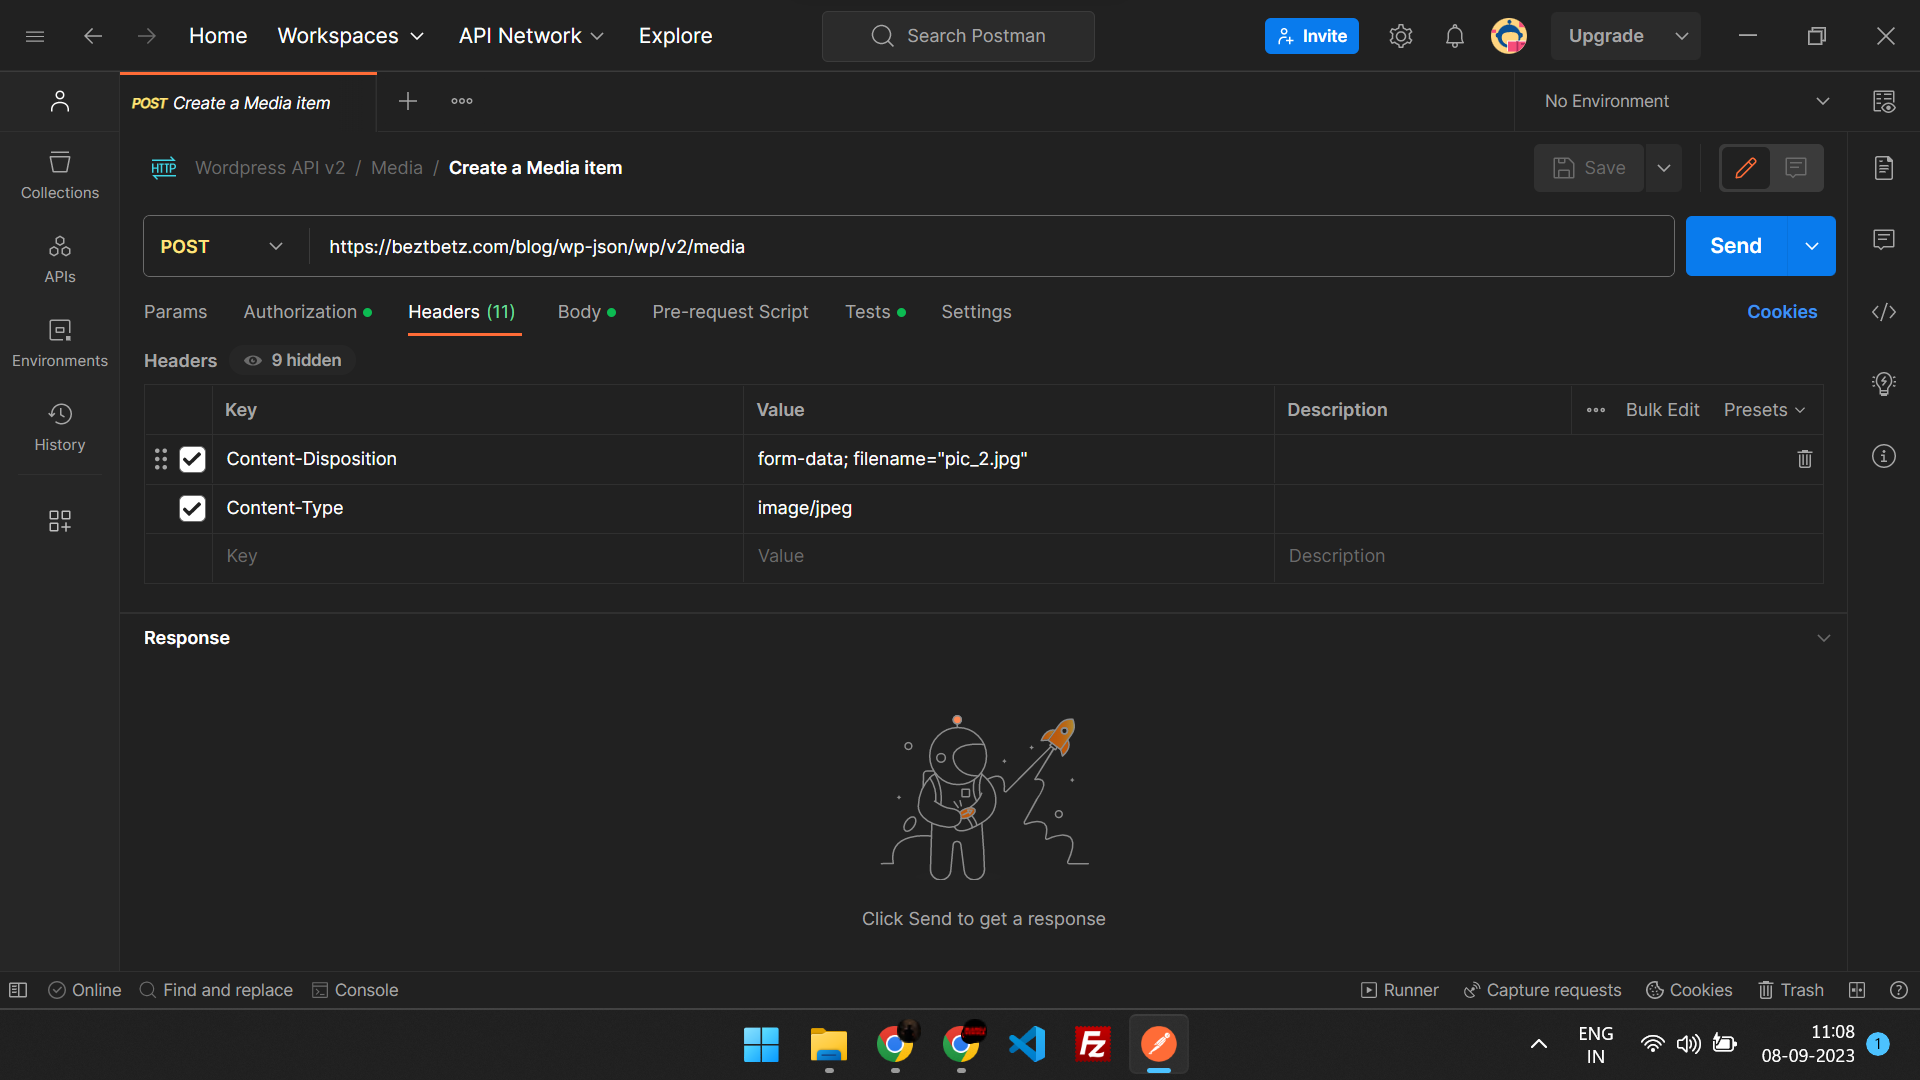 Home Workspaces API Network Explore Search Postman Invite Upgrade
POST Create a Media item No Environment
HTTP Wordpress API v2 / Media / Create a Media item Save
Collections
APIs
Environments
History
POST https://beztbetz.com/blog/wp-json/wp/v2/media Send
Params Authorization Headers (11) Body Pre-request Script Tests Settings Cookies
Headers 9 hidden
Key Value Description Bulk Edit Presets
Content-Disposition form-data; filename="pic_2.jpg"
Content-Type image/jpeg
Key Value Description
Response
Click Send to get a response
Online Find and replace Console Runner Capture requests Cookies Trash
Fz
ENG
IN
11:08
08-09-2023
1